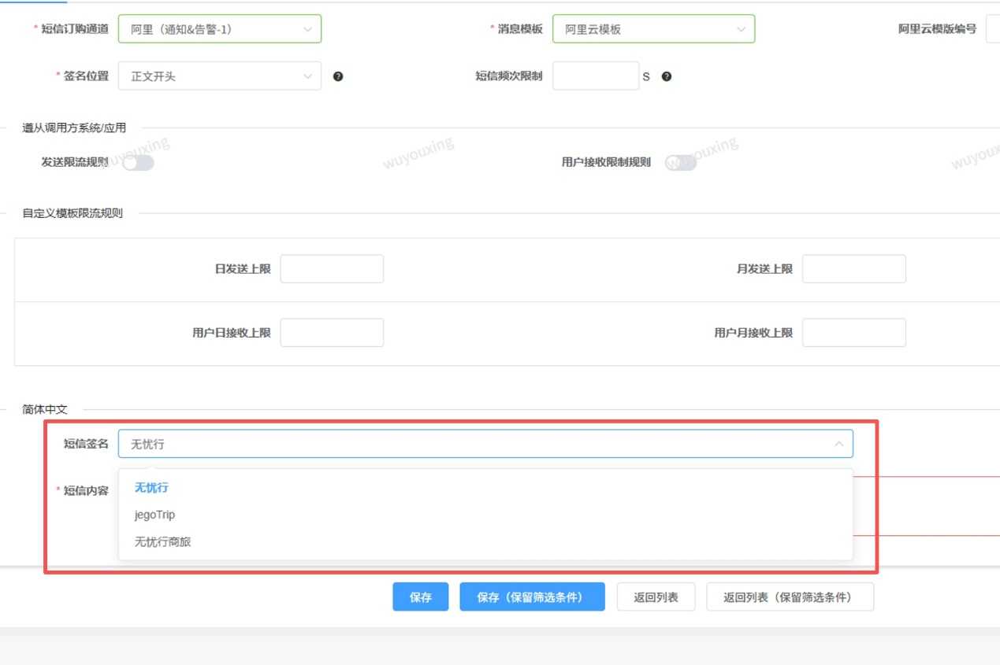 * 短信订购通道 阿里（通知&告警-1） * 消息模板 阿里云模板 阿里云模版编号
* 签名位置 正文开头 短信频次限制 S
遵从调用方系统/应用
发送限流规则 用户接收限制规则
wuyouxing wuyouxing wuyouxing wuyoux
自定义模板限流规则
日发送上限 月发送上限
用户日接收上限 用户月接收上限
简体中文
短信签名 无忧行
* 短信内容 无忧行
jegoTrip
无忧行商旅
保存 保存（保留筛选条件） 返回列表 返回列表（保留筛选条件）